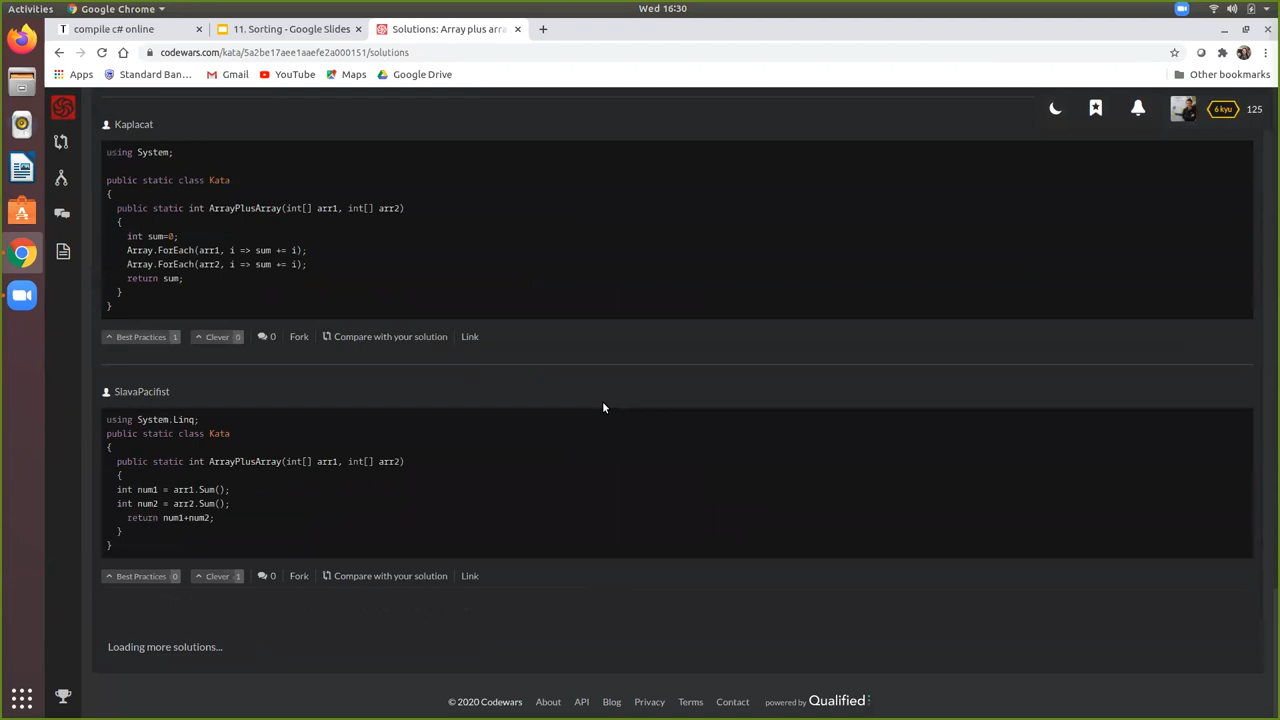 Activities
Google Chrome
Wed 16:30
compile c# online
11. Sorting - Google Slides
Solutions: Array plus arra
codewars.com/kata/5a2be17aee1aaefe2a000151/solutions
Apps
Standard Ban...
Gmail
YouTube
Maps
Google Drive
Other bookmarks
6 kyu
125
Kaplacat
using System;
public static class Kata
{
public static int ArrayPlusArray(int[] arr1, int[] arr2)
{
int sum=0;
Array.ForEach(arr1, i => sum += i);
Array.ForEach(arr2, i => sum += i);
return sum;
}
}
Best Practices 1
Clever 0
0
Fork
Compare with your solution
Link
SlavaPacifist
using System.Linq;
public static class Kata
{
public static int ArrayPlusArray(int[] arr1, int[] arr2)
{
int num1 = arr1.Sum();
int num2 = arr2.Sum();
return num1+num2;
}
}
Best Practices 0
Clever 1
0
Fork
Compare with your solution
Link
Loading more solutions...
© 2020 Codewars
About
API
Blog
Privacy
Terms
Contact
powered by Qualified